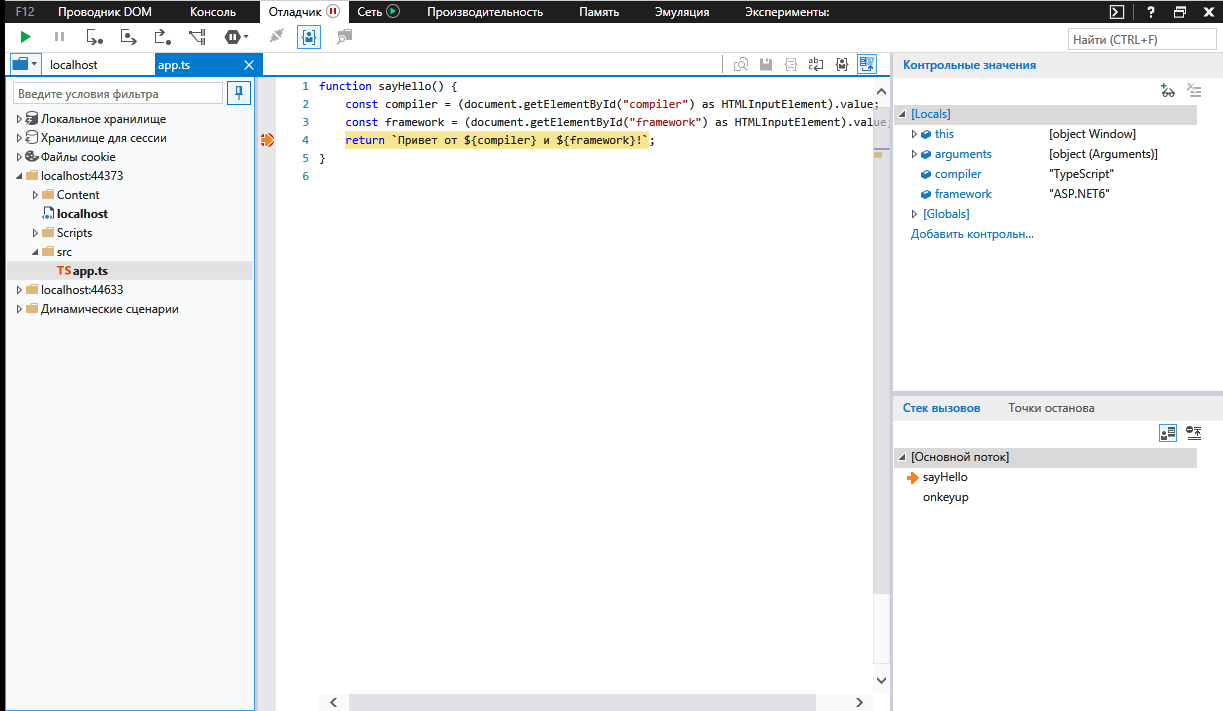 F12 Проводник DOM Консоль Отладчик Сеть Производительность Память Эмуляция Эксперименты: ?
Найти (CTRL+F)
localhost app.ts
Введите условия фильтра
Локальное хранилище
Хранилище для сессии
Файлы cookie
localhost:44373
Content
localhost
Scripts
src
TS app.ts
localhost:44633
Динамические сценарии
1 function sayHello() {
2 const compiler = (document.getElementById("compiler") as HTMLInputElement).value;
3 const framework = (document.getElementById("framework") as HTMLInputElement).value;
4 return `Привет от ${compiler} и ${framework}!`;
5 }
6
Контрольные значения
[Locals]
this [object Window]
arguments [object (Arguments)]
compiler "TypeScript"
framework "ASP.NET6"
[Globals]
Добавить контрольн...
Стек вызовов Точки останова
[Основной поток]
sayHello
onkeyup